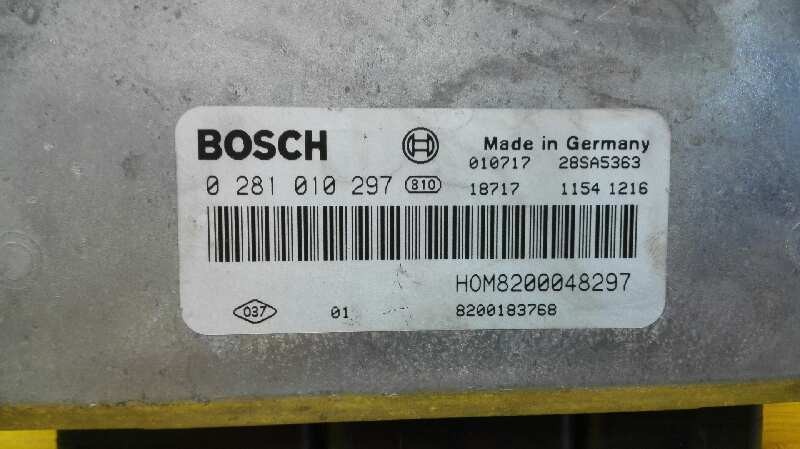 BOSCH
Made in Germany
010717 28SA5363
0 281 010 297 810
18717 1154 1216
HOM8200048297
037 01 8200183768